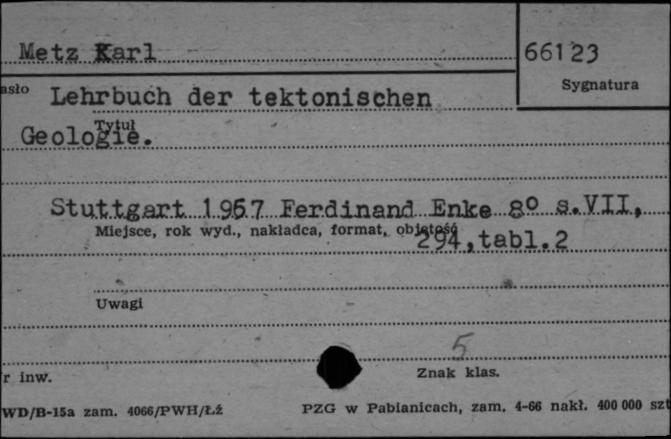 Metz Karl
66123
asło
Sygnatura
Lehrbuch der tektonischen
Tytuł
Geologie.
Stuttgart 1967 Ferdinand Enke 8° s.VII,
Miejsce, rok wyd., nakładca, format, objętość
294,tabl.2
Uwagi
5
r inw.
Znak klas.
WD/B-15a zam. 4066/PWH/Łź
PZG w Pabianicach, zam. 4-66 nakł. 400 000 szt